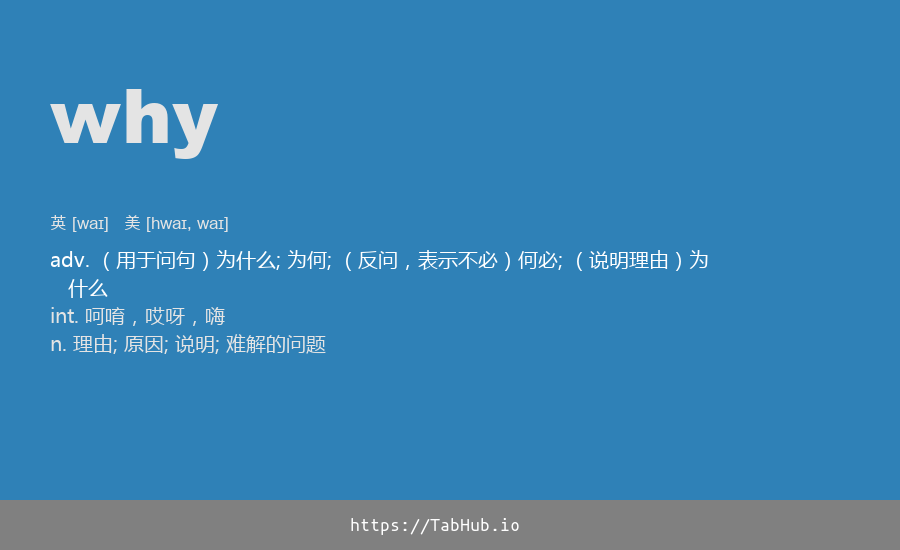 why
英 [waɪ]   美 [hwaɪ, waɪ]
adv. （用于问句）为什么; 为何; （反问，表示不必）何必; （说明理由）为
什么
int. 呵唷，哎呀，嗨
n. 理由; 原因; 说明; 难解的问题
https://TabHub.io